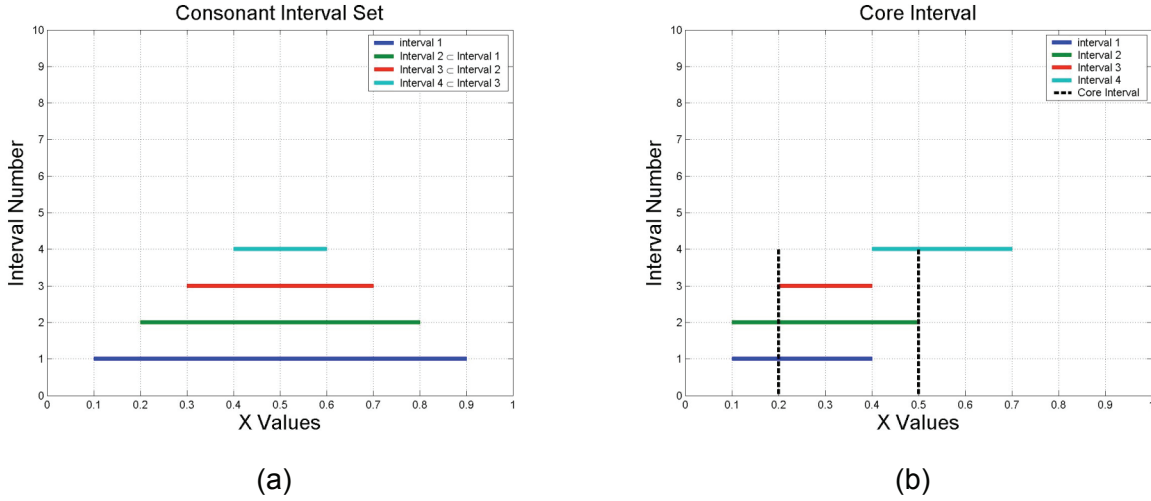 Consonant Interval Set
interval 1
Interval 2 ⊂ Interval 1
Interval 3 ⊂ Interval 2
Interval 4 ⊂ Interval 3
Interval Number
10
9
8
7
6
5
4
3
2
1
0
0 0.1 0.2 0.3 0.4 0.5 0.6 0.7 0.8 0.9 1
X Values
(a)
Core Interval
interval 1
Interval 2
Interval 3
Interval 4
Core Interval
Interval Number
10
9
8
7
6
5
4
3
2
1
0
0 0.1 0.2 0.3 0.4 0.5 0.6 0.7 0.8 0.9 1
X Values
(b)